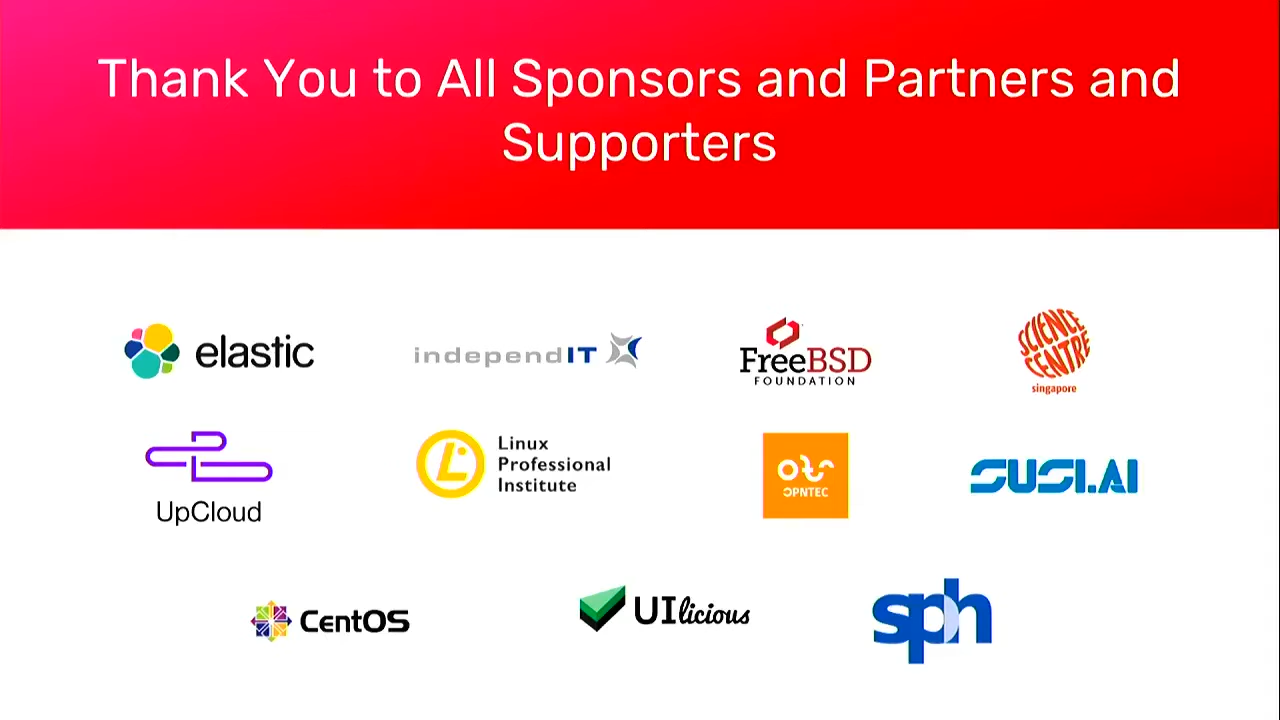 Thank You to All Sponsors and Partners and
Supporters
elastic
independIT
FreeBSD
FOUNDATION
SCIENCE
CENTRE
singapore
UpCloud
Linux
Professional
Institute
OPNTEC
SUSI.AI
CentOS
UIlicious
sph